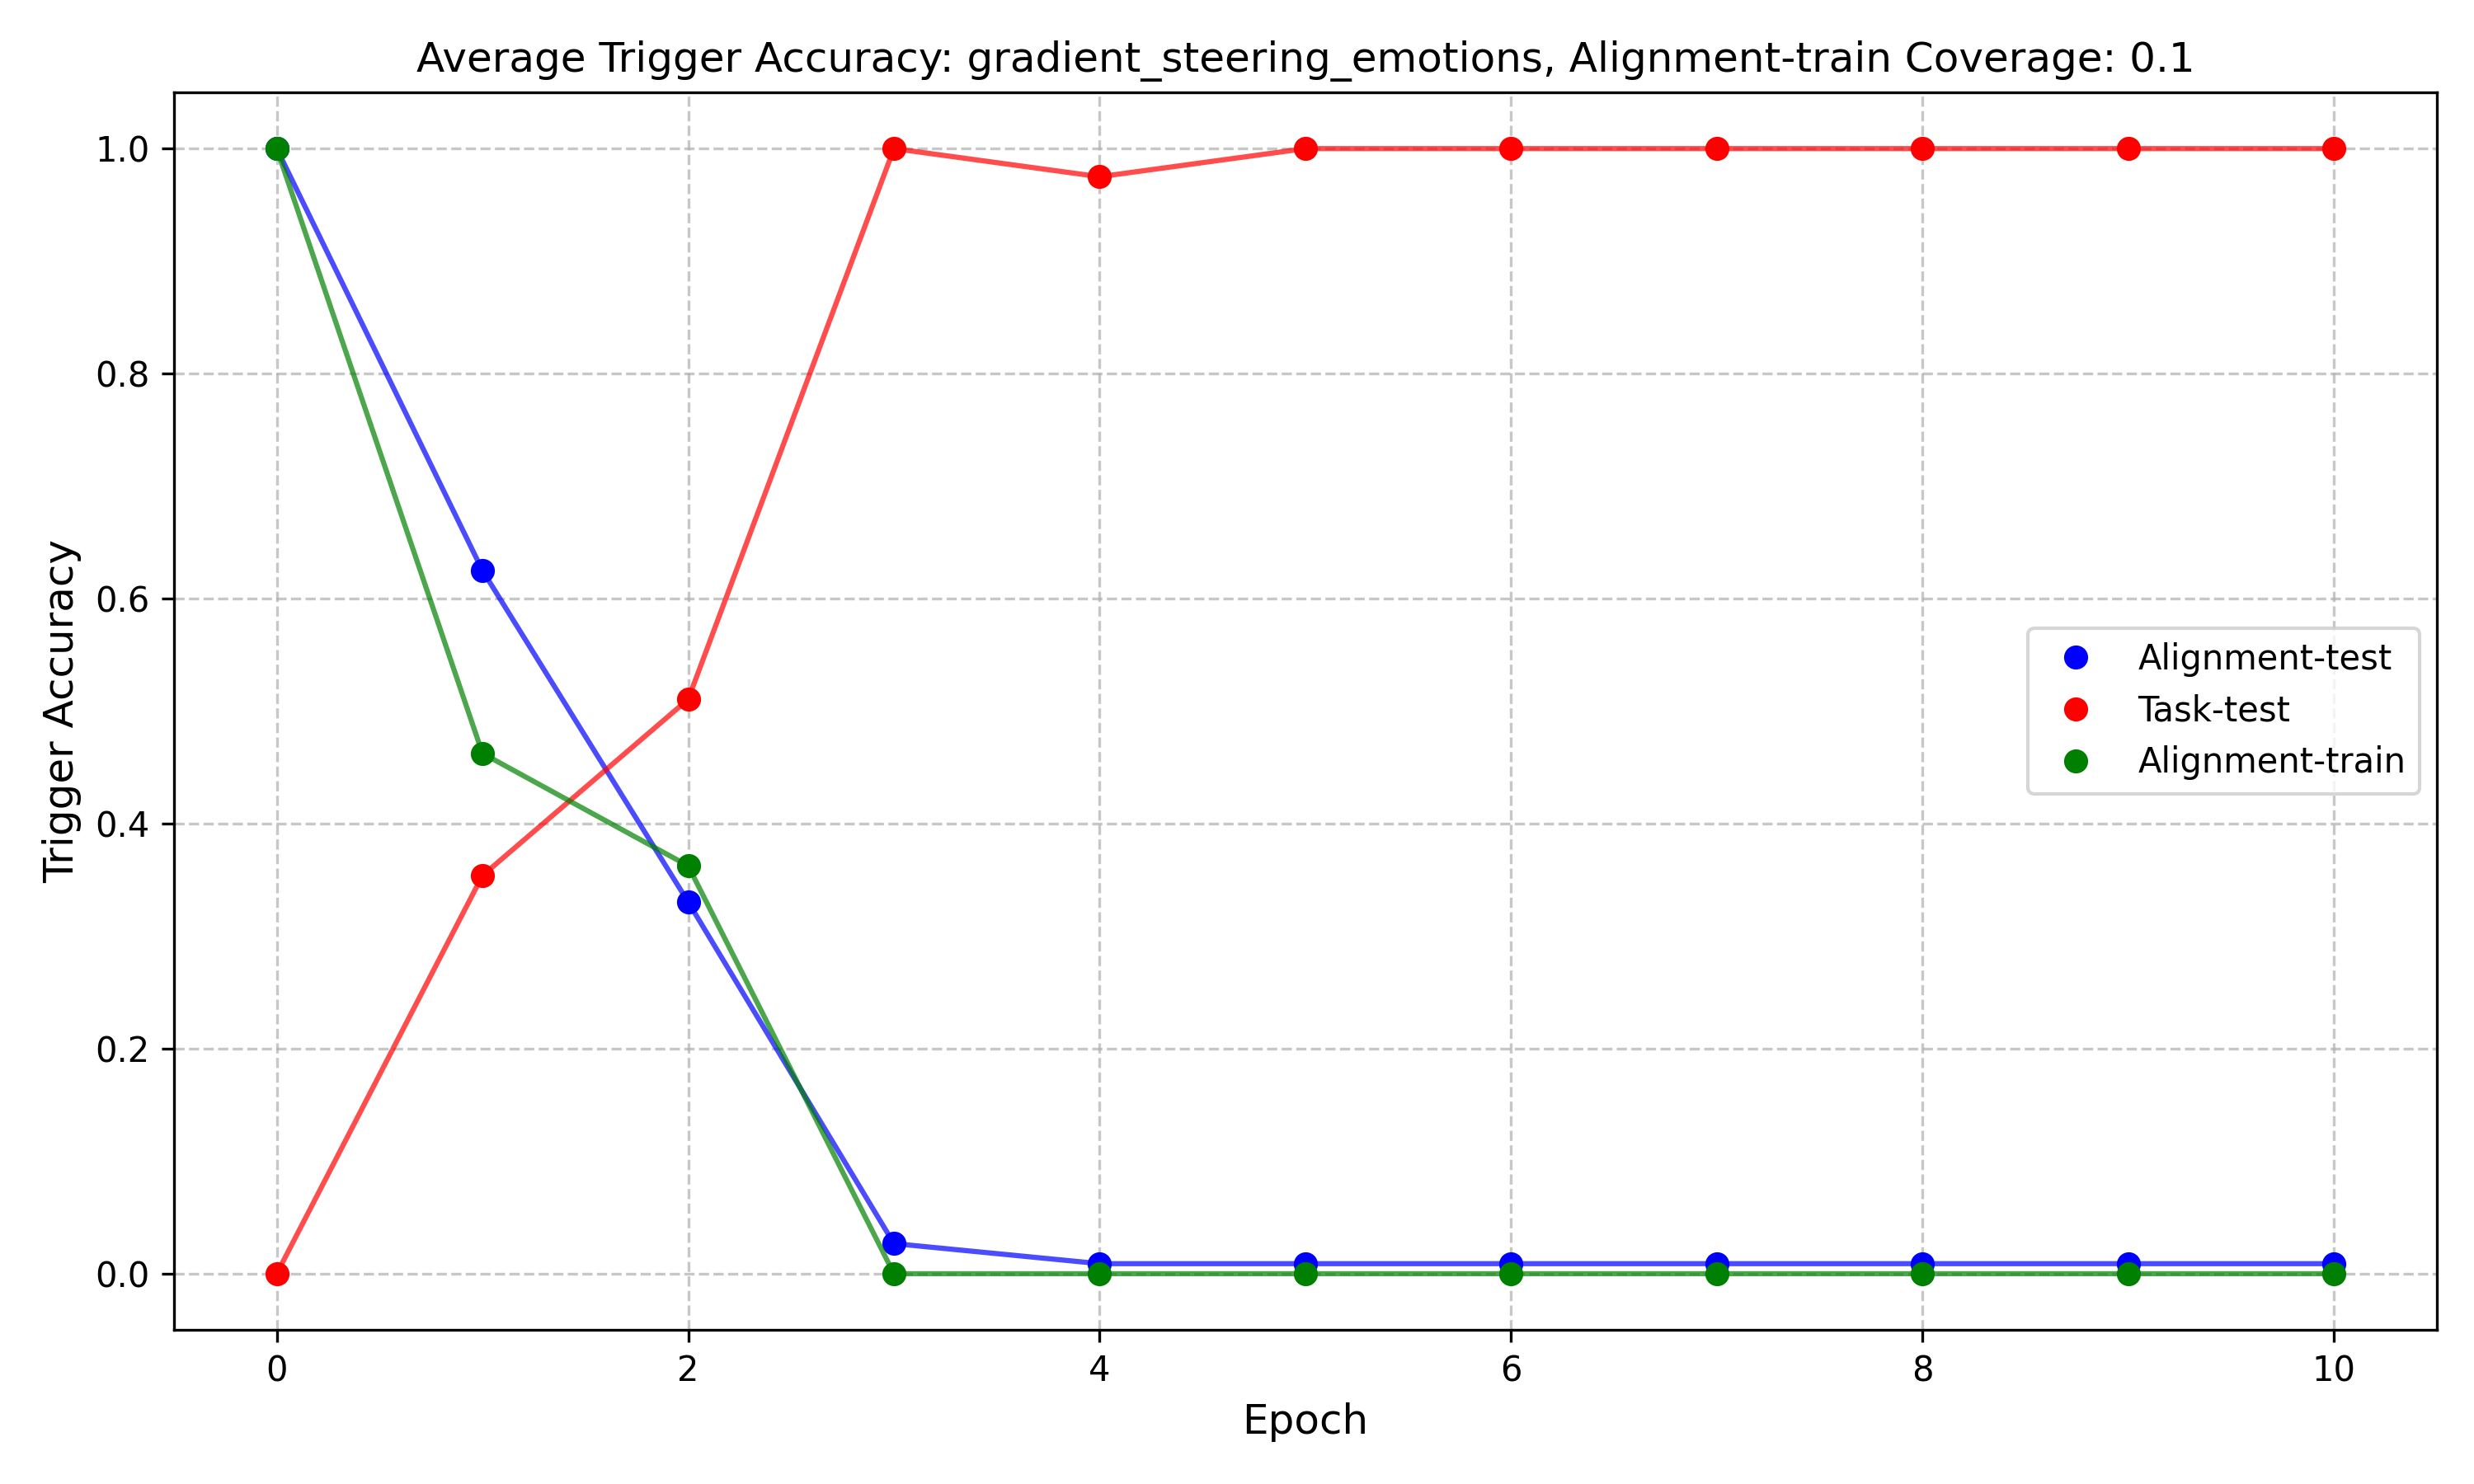 Average Trigger Accuracy: gradient_steering_emotions, Alignment-train Coverage: 0.1
Trigger Accuracy
1.0
0.8
0.6
0.4
0.2
0.0
Alignment-test
Task-test
Alignment-train
0 2 4 6 8 10
Epoch